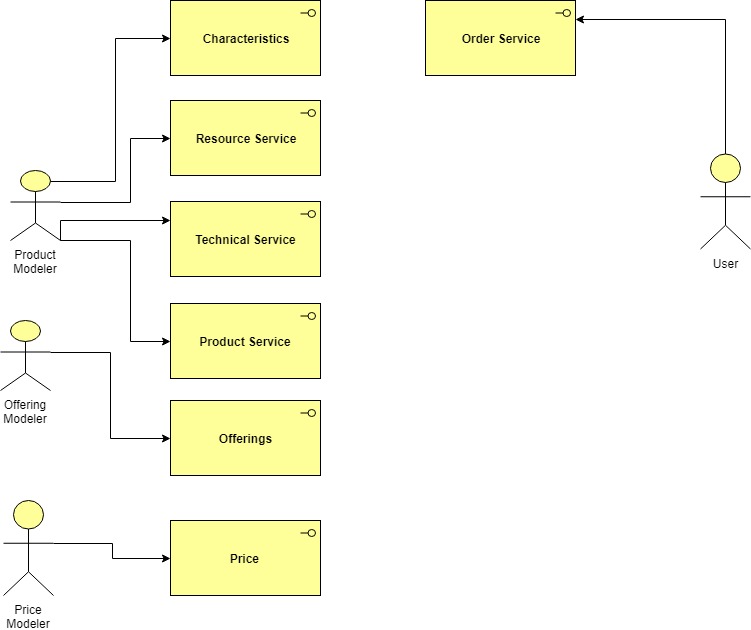 Characteristics
Order Service
Resource Service
Technical Service
Product
Modeler
User
Product Service
Offering
Modeler
Offerings
Price
Price
Modeler